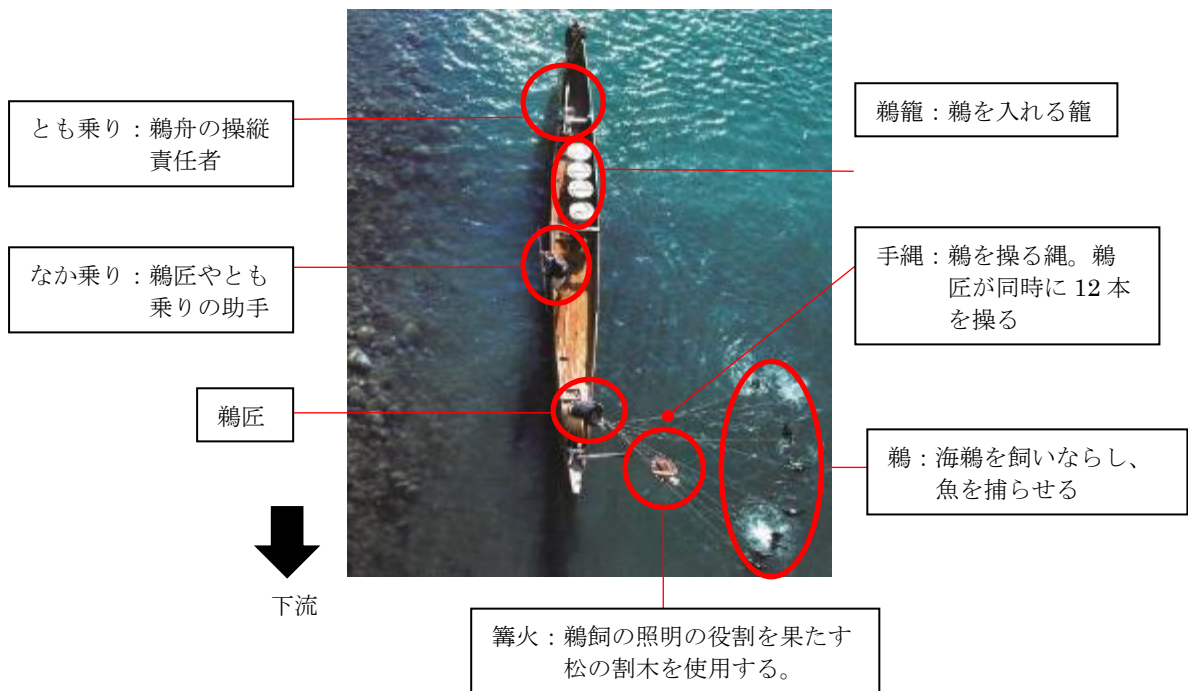 とも乗り：鵜舟の操縦
責任者
鵜籠：鵜を入れる籠
なか乗り：鵜匠やとも
乗りの助手
手縄：鵜を操る縄。鵜
匠が同時に 12 本
を操る
鵜匠
鵜：海鵜を飼いならし、
魚を捕らせる
下流
篝火：鵜飼の照明の役割を果たす
松の割木を使用する。